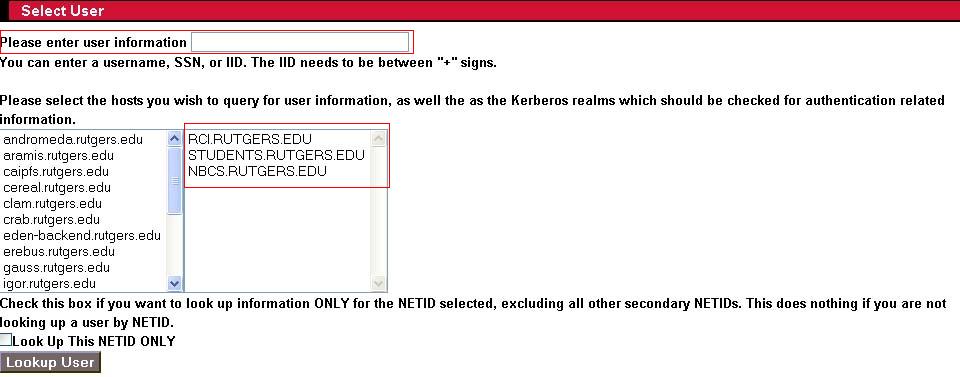 Select User
Please enter user information
You can enter a username, SSN, or IID. The IID needs to be between "+" signs.
Please select the hosts you wish to query for user information, as well the as the Kerberos realms which should be checked for authentication related
information.
andromeda.rutgers.edu
aramis.rutgers.edu
caipfs.rutgers.edu
cereal.rutgers.edu
clam.rutgers.edu
crab.rutgers.edu
eden-backend.rutgers.edu
erebus.rutgers.edu
gauss.rutgers.edu
igor.rutgers.edu
RCI.RUTGERS.EDU
STUDENTS.RUTGERS.EDU
NBCS.RUTGERS.EDU
Check this box if you want to look up information ONLY for the NETID selected, excluding all other secondary NETIDs. This does nothing if you are not
looking up a user by NETID.
Look Up This NETID ONLY
Lookup User